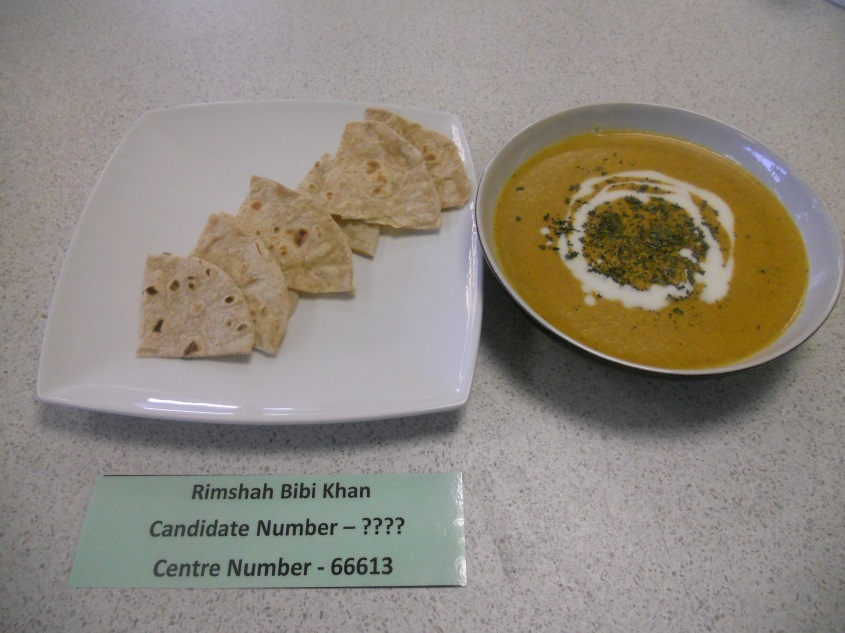 Rimshah Bibi Khan
Candidate Number – ????
Centre Number - 66613